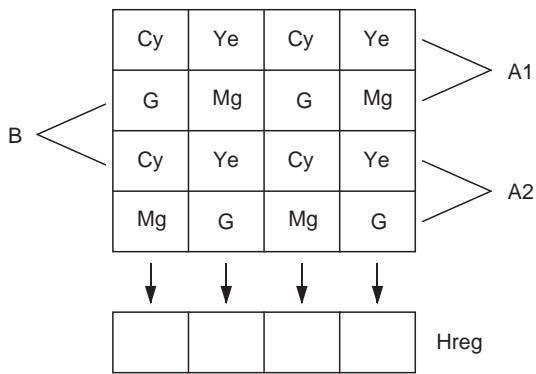 Cy Ye Cy Ye
A1
G Mg G Mg
B
Cy Ye Cy Ye
A2
Mg G Mg G
Hreg